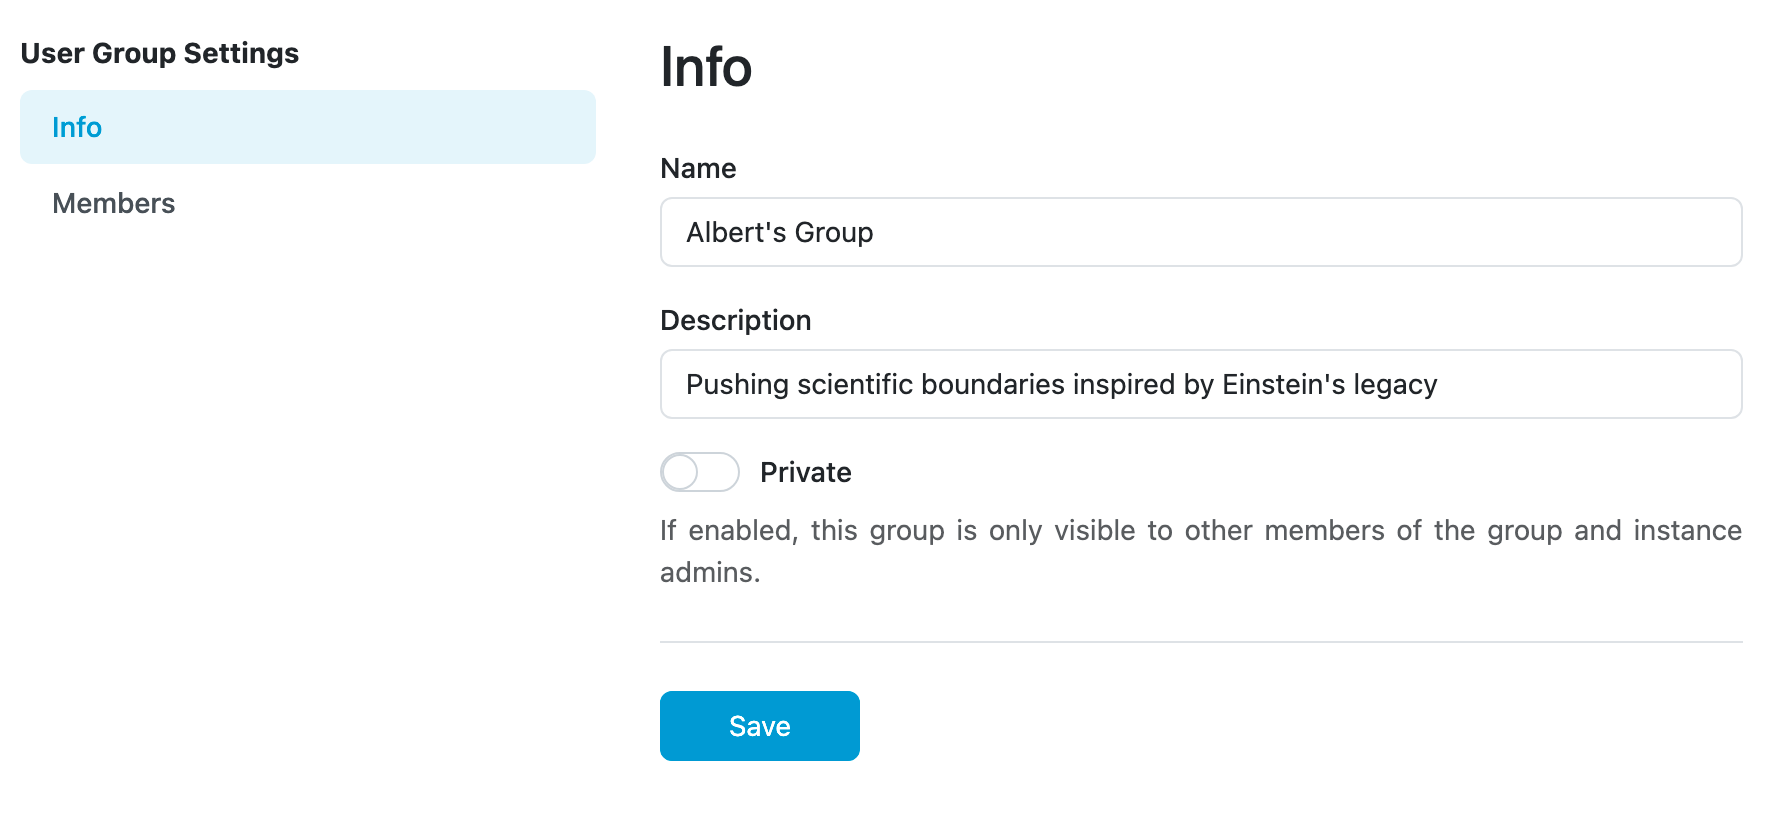 User Group Settings
Info
Members
Info
Name
Albert's Group
Description
Pushing scientific boundaries inspired by Einstein's legacy
Private
If enabled, this group is only visible to other members of the group and instance
admins.
Save